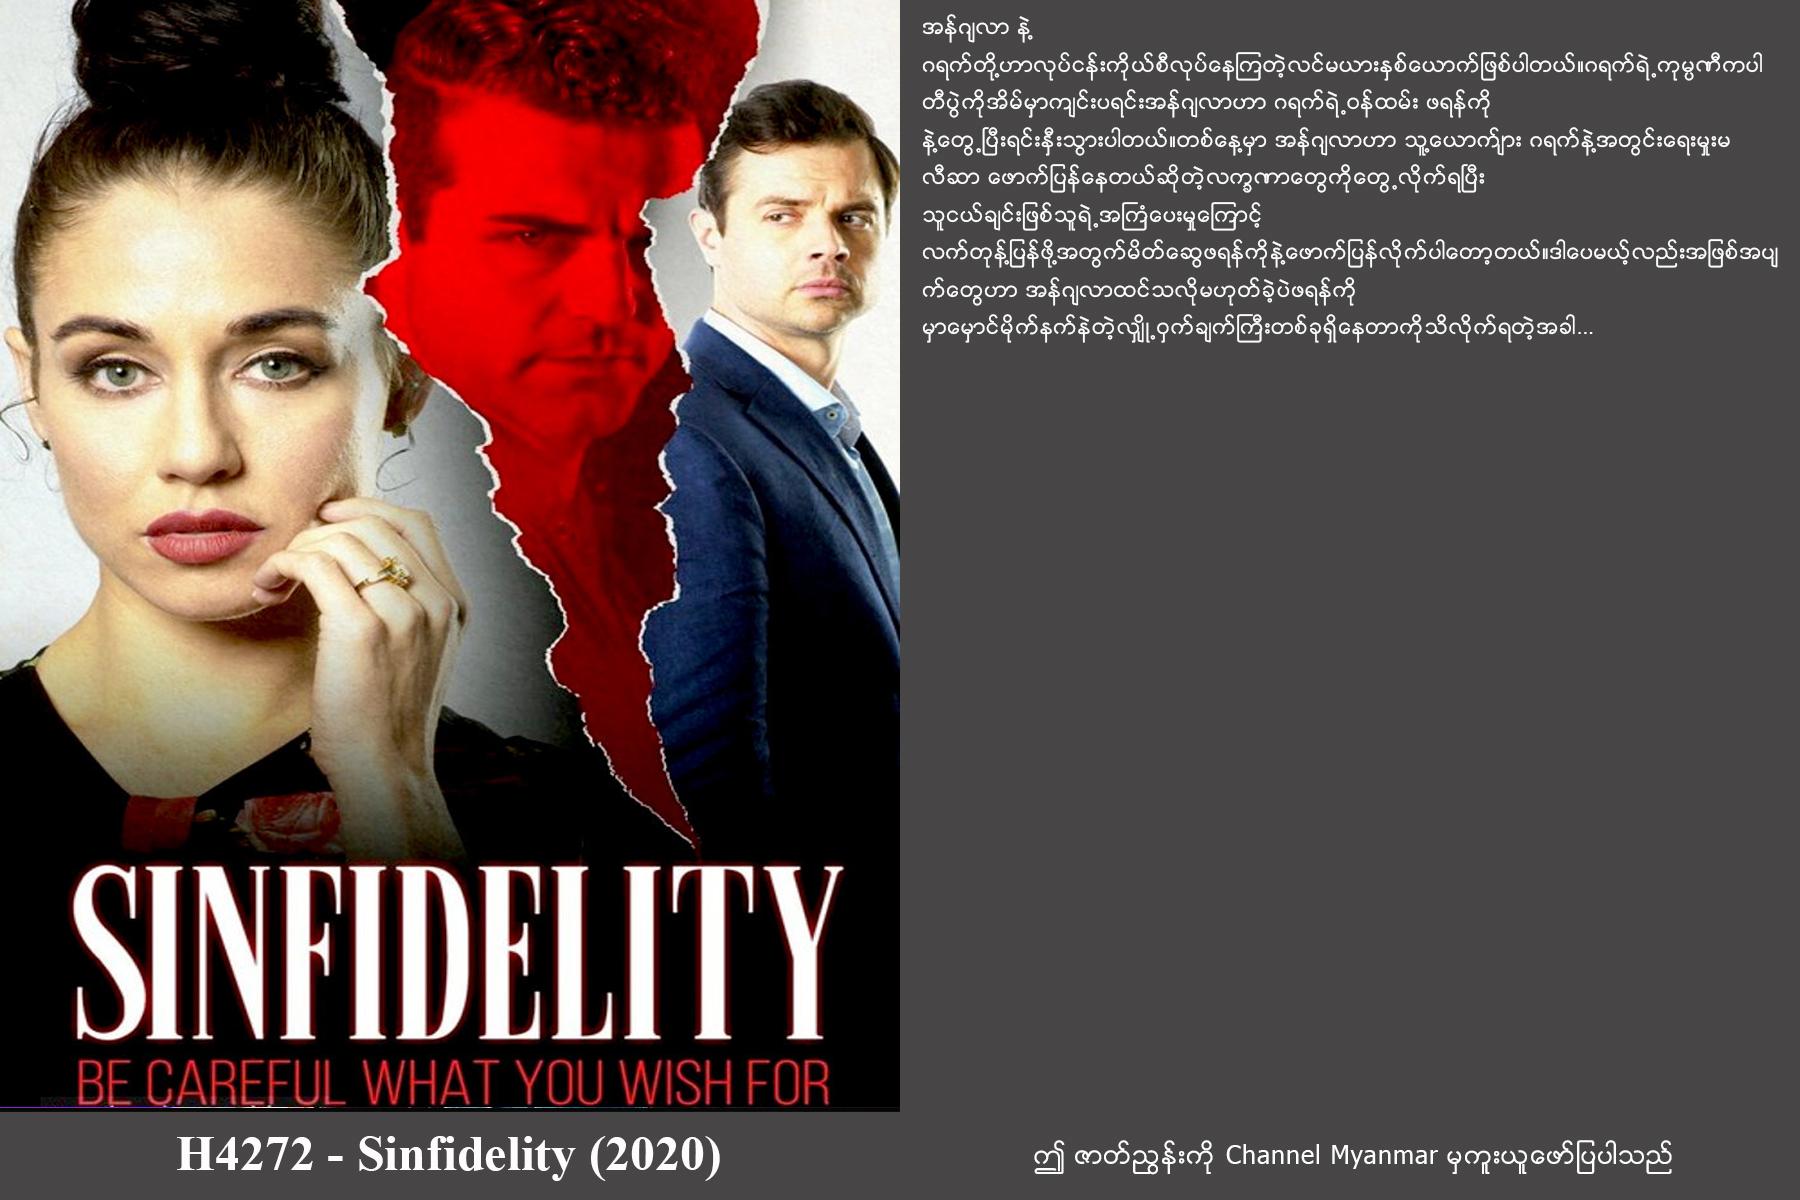 SINFIDELITY
BE CAREFUL WHAT YOU WISH FOR
H4272 - Sinfidelity (2020)
အန်ဂျလာ နဲ့
ဂရက်တို့ဟာလုပ်ငန်းကိုယ်စီလုပ်နေကြတဲ့လင်မယားနှစ်ယောက်ဖြစ်ပါတယ်။ဂရက်ရဲ့ကုမ္ပဏီကပါ
တီပွဲကိုအိမ်မှာကျင်းပရင်းအန်ဂျလာဟာ ဂရက်ရဲ့ဝန်ထမ်း ဖရန်ကို
နဲ့တွေ့ပြီးရင်းနှီးသွားပါတယ်။တစ်နေ့မှာ အန်ဂျလာဟာ သူ့ယောက်ျား ဂရက်နဲ့အတွင်းရေးမှုးမ
လီဆာ ဖောက်ပြန်နေတယ်ဆိုတဲ့လက္ခဏာတွေကိုတွေ့လိုက်ရပြီး
သူငယ်ချင်းဖြစ်သူရဲ့အကြံပေးမှုကြောင့်
လက်တုန့်ပြန်ဖို့အတွက်မိတ်ဆွေဖရန်ကိုနဲ့ဖောက်ပြန်လိုက်ပါတော့တယ်။ဒါပေမယ့်လည်းအဖြစ်အပျ
က်တွေဟာ အန်ဂျလာထင်သလိုမဟုတ်ခဲ့ပဲဖရန်ကို
မှာမှောင်မိုက်နက်နဲတဲ့လျှို့ဝှက်ချက်ကြီးတစ်ခုရှိနေတာကိုသိလိုက်ရတဲ့အခါ...
ဤ ဇာတ်ညွှန်းကို Channel Myanmar မှကူးယူဖော်ပြပါသည်